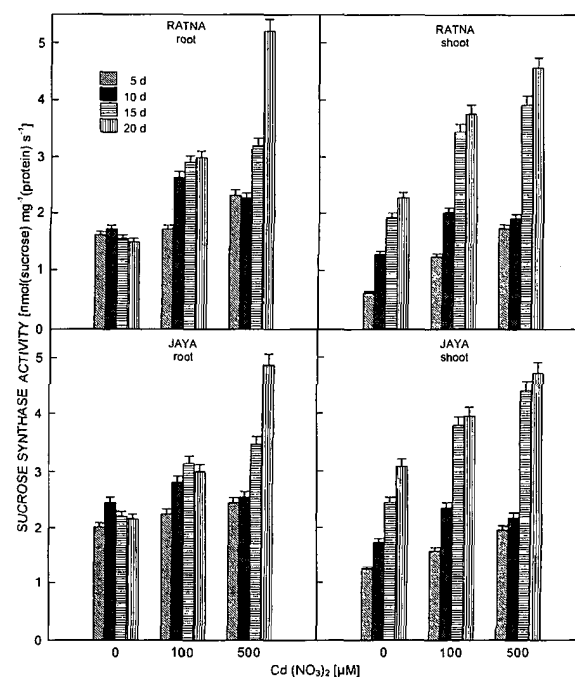 RATNA
root
5 d
10 d
15 d
20 d
RATNA
shoot
5
4
3
2
1
0
JAYA
root
JAYA
shoot
5
4
3
2
1
0
SUCROSE SYNTHASE ACTIVITY [nmol(sucrose) mg⁻¹(protein) s⁻¹]
0 100 500 0 100 500
Cd (NO₃)₂ [µM]